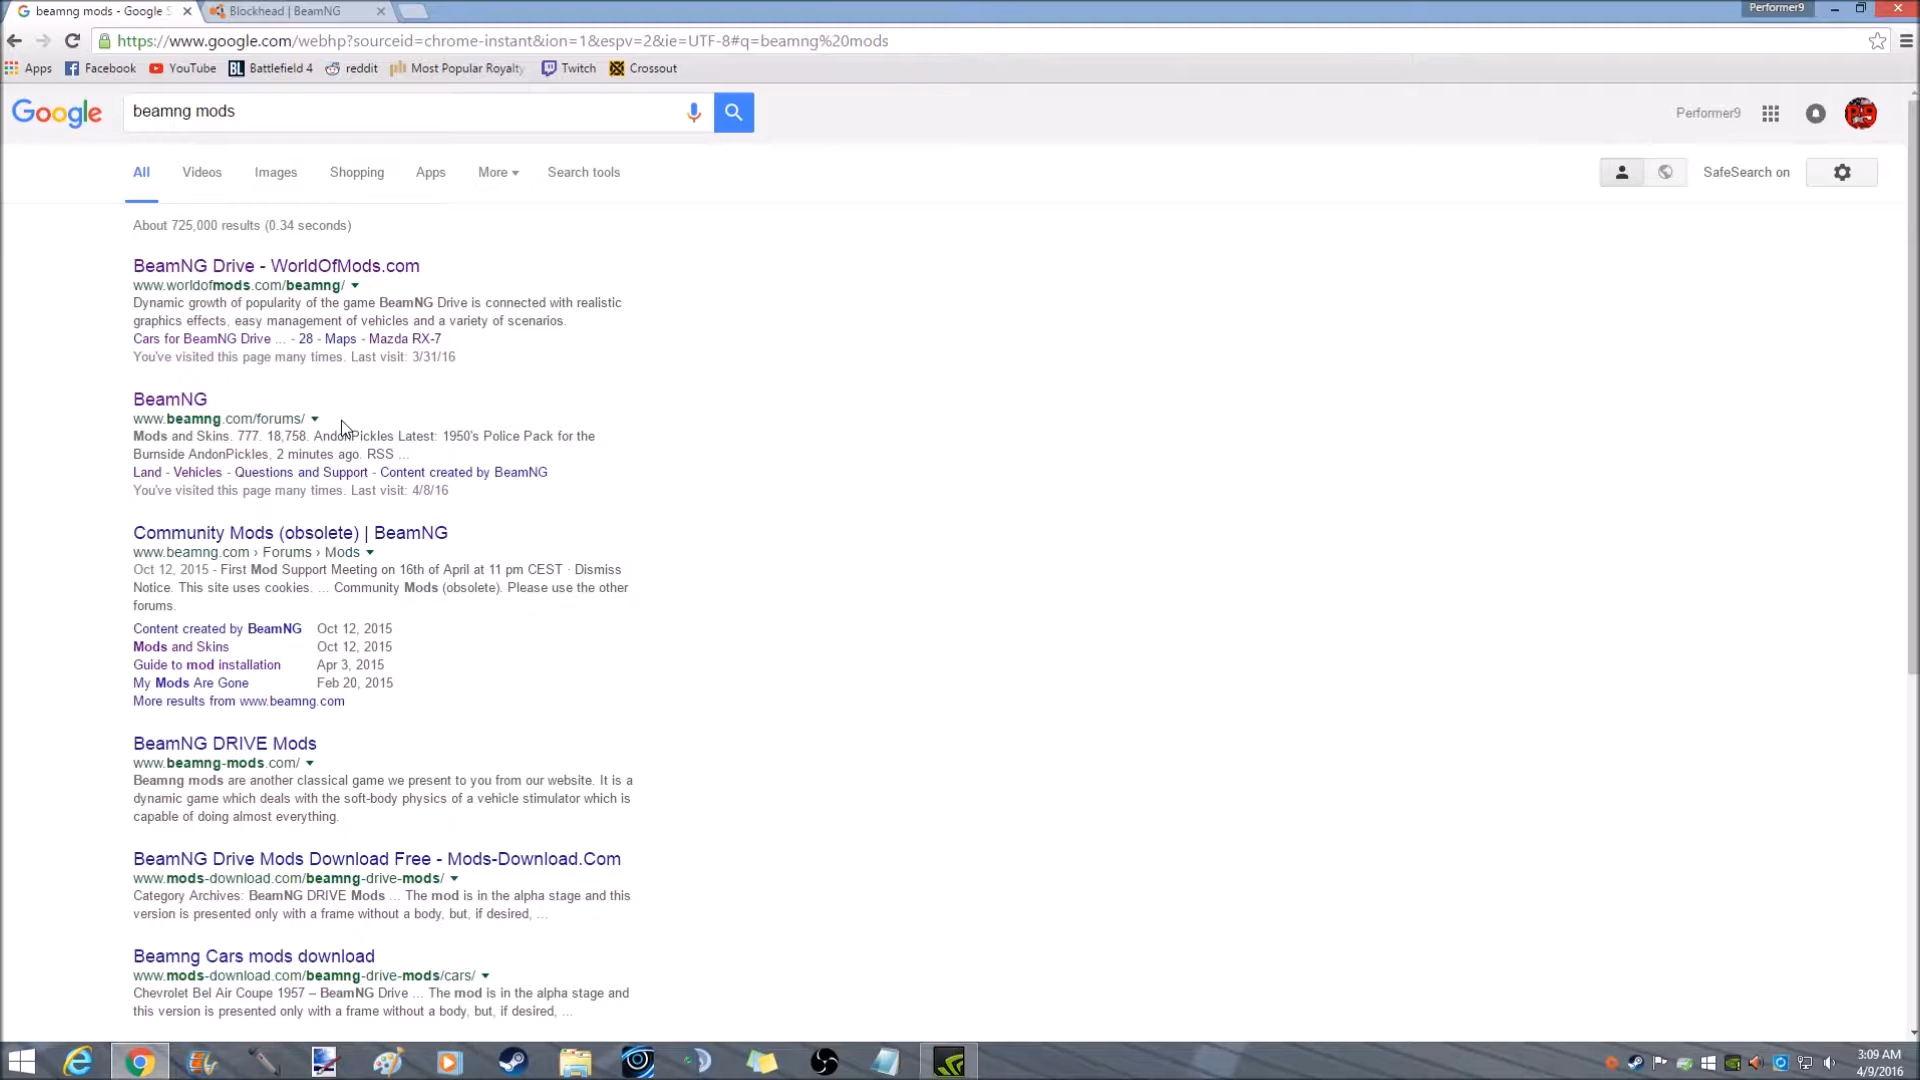 beamng mods - Google S
Blockhead | BeamNG
Performer9
https://www.google.com/webhp?sourceid=chrome-instant&ion=1&espv=2&ie=UTF-8#q=beamng%20mods
Apps Facebook YouTube Battlefield 4 reddit Most Popular Royalty Twitch Crossout
Google
beamng mods
Performer9
All Videos Images Shopping Apps More Search tools
SafeSearch on
About 725,000 results (0.34 seconds)
BeamNG Drive - WorldOfMods.com
www.worldofmods.com/beamng/
Dynamic growth of popularity of the game BeamNG Drive is connected with realistic
graphics effects, easy management of vehicles and a variety of scenarios.
Cars for BeamNG Drive ... - 28 - Maps - Mazda RX-7
You've visited this page many times. Last visit: 3/31/16
BeamNG
www.beamng.com/forums/
Mods and Skins. 777. 18,758. AndonPickles Latest: 1950's Police Pack for the
Burnside AndonPickles, 2 minutes ago. RSS ...
Land - Vehicles - Questions and Support - Content created by BeamNG
You've visited this page many times. Last visit: 4/8/16
Community Mods (obsolete) | BeamNG
www.beamng.com › Forums › Mods
Oct 12, 2015 - First Mod Support Meeting on 16th of April at 11 pm CEST · Dismiss
Notice. This site uses cookies. ... Community Mods (obsolete). Please use the other
forums.
Content created by BeamNG Oct 12, 2015
Mods and Skins Oct 12, 2015
Guide to mod installation Apr 3, 2015
My Mods Are Gone Feb 20, 2015
More results from www.beamng.com
BeamNG DRIVE Mods
www.beamng-mods.com/
Beamng mods are another classical game we present to you from our website. It is a
dynamic game which deals with the soft-body physics of a vehicle stimulator which is
capable of doing almost everything.
BeamNG Drive Mods Download Free - Mods-Download.Com
www.mods-download.com/beamng-drive-mods/
Category Archives: BeamNG DRIVE Mods ... The mod is in the alpha stage and this
version is presented only with a frame without a body, but, if desired, ...
Beamng Cars mods download
www.mods-download.com/beamng-drive-mods/cars/
Chevrolet Bel Air Coupe 1957 – BeamNG Drive ... The mod is in the alpha stage and
this version is presented only with a frame without a body, but, if desired, ...
3:09 AM
4/9/2016